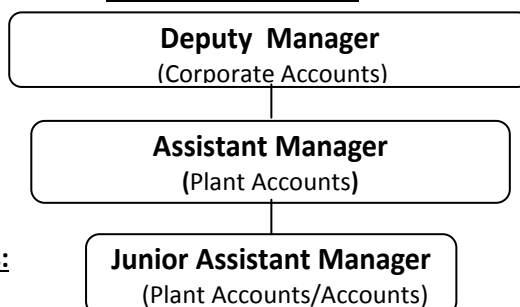 Deputy Manager
(Corporate Accounts)
Assistant Manager
(Plant Accounts)
Junior Assistant Manager
(Plant Accounts/Accounts)